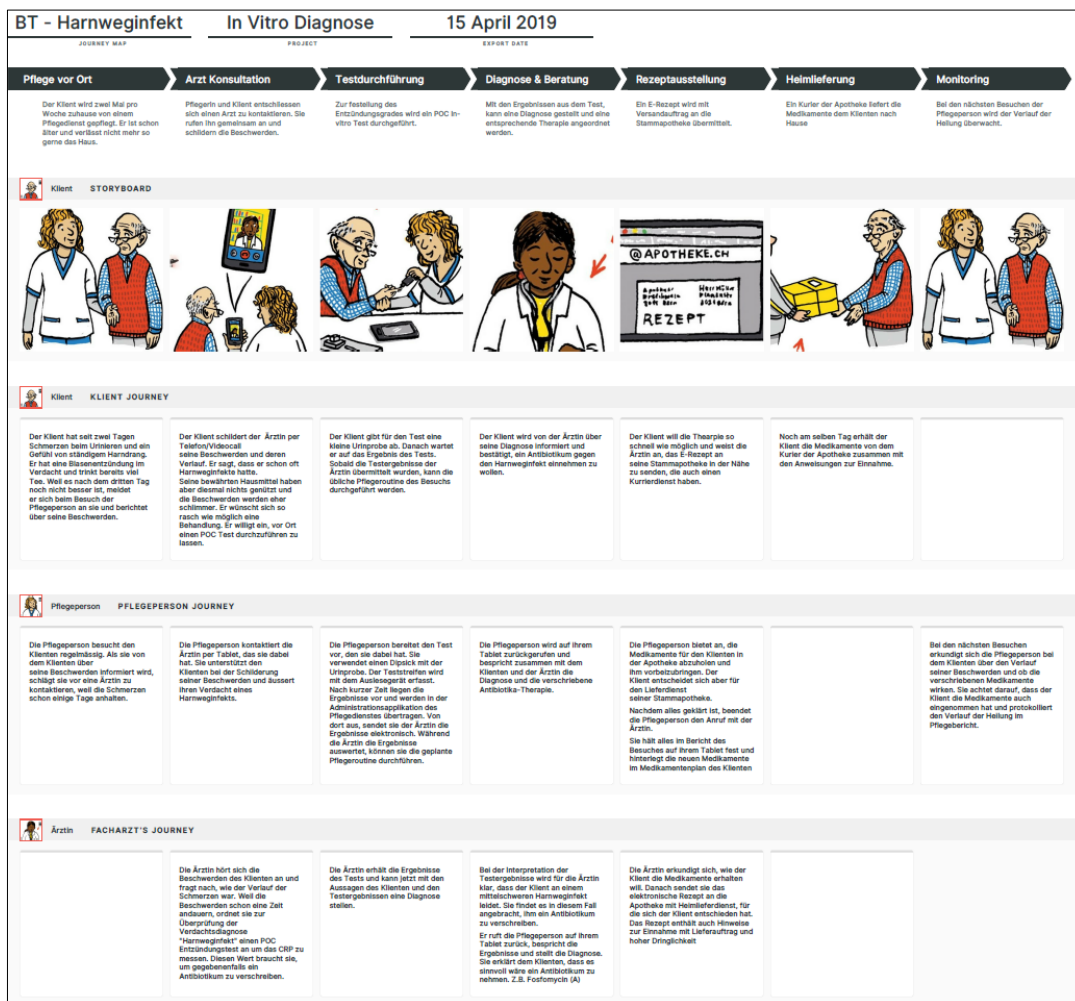 BT - Harnweginfekt
In Vitro Diagnose
15 April 2019
JOURNEY MAP
PROJECT
EXPORT DATE
Pflege vor Ort
Arzt Konsultation
Testdurchführung
Diagnose & Beratung
Rezeptausstellung
Heimlieferung
Monitoring
Der Klient wird zwei Mal pro
Woche zuhause von einem
Pflegedienst gepflegt. Er ist schon
älter und verlässt nicht mehr so
gerne das Haus.
Pflegerin und Klient entschliessen
sich einen Arzt zu kontaktieren. Sie
rufen ihn gemeinsam an und
schildern die Beschwerden.
Zur festellung des
Entzündungsgrades wird ein POC In-
vitro Test durchgeführt.
Mit den Ergebnissen aus dem Test,
kann eine Diagnose gestellt und eine
entsprechende Therapie angeordnet
werden.
Ein E-Rezept wird mit
Versandauftrag an die
Stammapotheke übermittelt.
Ein Kurier der Apotheke liefert die
Medikamente dem Klienten nach
Hause
Bei den nächsten Besuchen der
Pflegeperson wird der Verlauf der
Heilung überwacht.
Klient STORYBOARD
@APOTHEKE.CH
REZEPT
Klient KLIENT JOURNEY
Der Klient hat seit zwei Tagen
Schmerzen beim Urinieren und ein
Gefühl von ständigem Harndrang.
Er hat eine Blasenentzündung im
Verdacht und trinkt bereits viel
Tee. Weil es nach dem dritten Tag
noch nicht besser ist, meldet
er sich beim Besuch der
Pflegeperson an sie und berichtet
über seine Beschwerden.
Der Klient schildert der Ärztin per
Telefon/Videocall
seine Beschwerden und deren
Verlauf. Er sagt, dass er schon oft
Harnweginfekte hatte.
Seine bewährten Hausmittel haben
aber diesmal nichts genützt und
die Beschwerden werden eher
schlimmer. Er wünscht sich so
rasch wie möglich eine
Behandlung. Er willigt ein, vor Ort
einen POC Test durchzuführen zu
lassen.
Der Klient gibt für den Test eine
kleine Urinprobe ab. Danach wartet
er auf das Ergebnis des Tests.
Sobald die Testergebnisse der
Ärztin übermittelt wurden, kann die
übliche Pflegeroutine des Besuchs
durchgeführt werden.
Der Klient wird von der Ärztin über
seine Diagnose informiert und
bestätigt, ein Antibiotikum gegen
den Harnweginfekt einnehmen zu
wollen.
Der Klient will die Thearpie so
schnell wie möglich und weist die
Ärztin an, das E-Rezept an
seine Stammapotheke in der Nähe
zu senden, die auch einen
Kurrierdienst haben.
Noch am selben Tag erhält der
Klient die Medikamente von dem
Kurier der Apotheke zusammen mit
den Anweisungen zur Einnahme.
Pflegeperson PFLEGEPERSON JOURNEY
Die Pflegeperson besucht den
Klienten regelmässig. Als sie von
dem Klienten über
seine Beschwerden informiert wird,
schlägt sie vor eine Ärztin zu
kontaktieren, weil die Schmerzen
schon einige Tage anhalten.
Die Pflegeperson kontaktiert die
Ärztin per Tablet, das sie dabei
hat. Sie unterstützt den
Klienten bei der Schilderung
seiner Beschwerden und äussert
ihren Verdacht eines
Harnweginfekts.
Die Pflegeperson bereitet den Test
vor, den sie dabei hat. Sie
verwendet einen Dipsick mit der
Urinprobe. Der Teststreifen wird
mit dem Auslesegerät erfasst.
Nach kurzer Zeit liegen die
Ergebnisse vor und werden in der
Administrationsapplikation des
Pflegedienstes übertragen. Von
dort aus, sendet sie der Ärztin die
Ergebnisse elektronisch. Während
die Ärztin die Ergebnisse
auswertet, können sie die geplante
Pflegeroutine durchführen.
Die Pflegeperson wird auf ihrem
Tablet zurückgerufen und
bespricht zusammen mit dem
Klienten und der Ärztin die
Diagnose und die verschriebene
Antibiotika-Therapie.
Die Pflegeperson bietet an, die
Medikamente für den Klienten in
der Apotheke abzuholen und
ihm vorbeizubringen. Der
Klient entscheidet sich aber für
den Lieferdienst
seiner Stammapotheke.
Nachdem alles geklärt ist, beendet
die Pflegeperson den Anruf mit der
Ärztin.
Sie hält alles im Bericht des
Besuches auf ihrem Tablet fest und
hinterlegt die neuen Medikamente
im Medikamentenplan des Klienten
Bei den nächsten Besuchen
erkundigt sich die Pflegeperson bei
dem Klienten über den Verlauf
seiner Beschwerden und ob die
verschriebenen Medikamente
wirken. Sie achtet darauf, dass der
Klient die Medikamente auch
eingenommen hat und protokolliert
den Verlauf der Heilung im
Pflegebericht.
Ärztin FACHARZT'S JOURNEY
Die Ärztin hört sich die
Beschwerden des Klienten an und
fragt nach, wie der Verlauf der
Schmerzen war. Weil die
Beschwerden schon eine Zeit
andauern, ordnet sie zur
Überprüfung der
Verdachtsdiagnose
"Harnweginfekt" einen POC
Entzündungstest an um das CRP zu
messen. Diesen Wert braucht sie,
um gegebenenfalls ein
Antibiotikum zu verschreiben.
Die Ärztin erhält die Ergebnisse
des Tests und kann jetzt mit den
Aussagen des Klienten und den
Testergebnissen eine Diagnose
stellen.
Bei der Interpretation der
Testergebnisse wird für die Ärztin
klar, dass der Klient an einem
mittelschweren Harnweginfekt
leidet. Sie findet es in diesem Fall
angebracht, ihm ein Antibiotikum
zu verschreiben.
Er ruft die Pflegeperson auf ihrem
Tablet zurück, bespricht die
Ergebnisse und stellt die Diagnose.
Sie erklärt dem Klienten, dass es
sinnvoll wäre ein Antibiotikum zu
nehmen. Z.B. Fosfomycin (A)
Die Ärztin erkundigt sich, wie der
Klient die Medikamente erhalten
will. Danach sendet sie das
elektronische Rezept an die
Apotheke mit Heimlieferdienst, für
die sich der Klient entschieden hat.
Das Rezept enthält auch Hinweise
zur Einnahme mit Lieferauftrag und
hoher Dringlichkeit